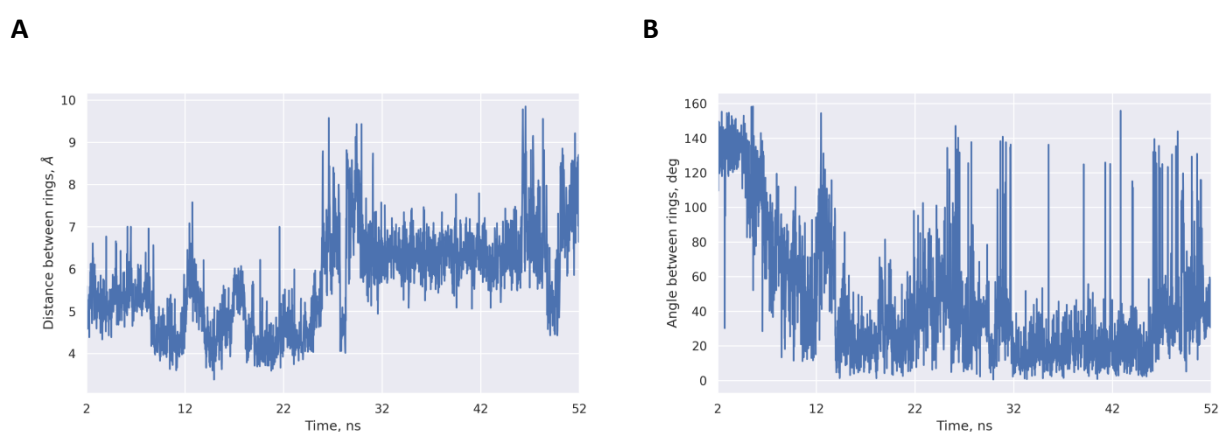 A
B
Distance between rings, Å
10
9
8
7
6
5
4
2 12 22 32 42 52
Time, ns
Angle between rings, deg
160
140
120
100
80
60
40
20
0
2 12 22 32 42 52
Time, ns